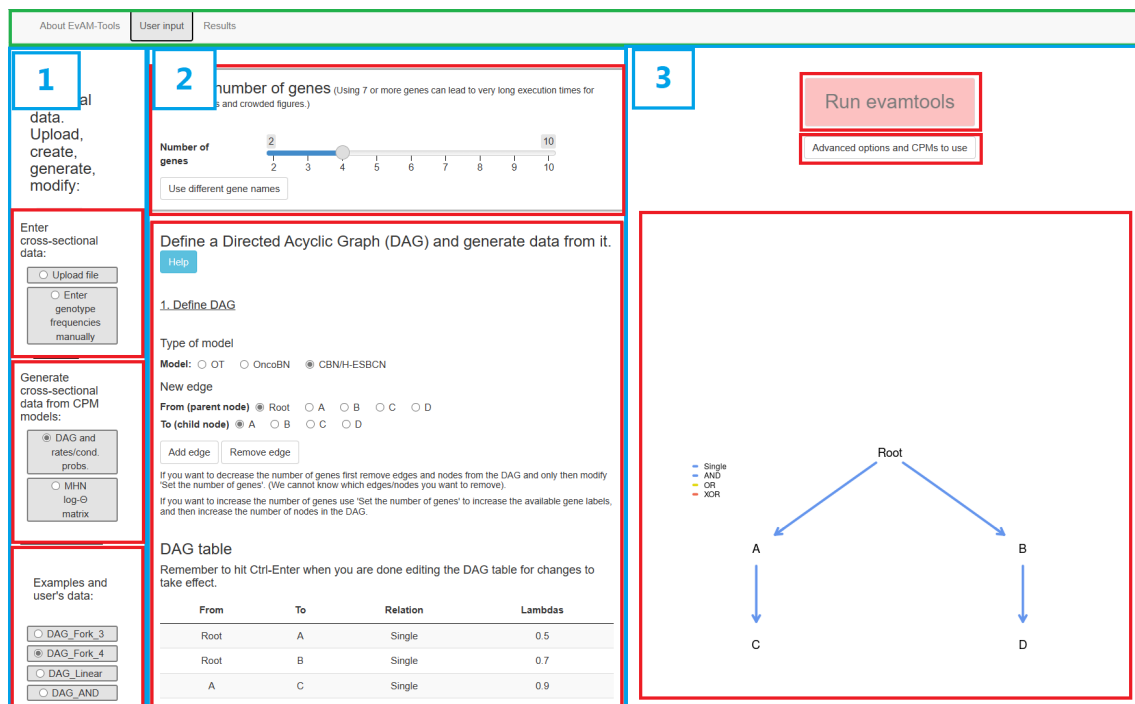 About EvAM-Tools User input Results
1
al
data.
Upload,
create,
generate,
modify:
Enter
cross-sectional
data:
Upload file
Enter
genotype
frequencies
manually
Generate
cross-sectional
data from CPM
models:
DAG and
rates/cond.
probs.
MHN
log-Θ
matrix
Examples and
user's data:
DAG_Fork_3
DAG_Fork_4
DAG_Linear
DAG_AND
2
number of genes (Using 7 or more genes can lead to very long execution times for
and crowded figures.)
Number of
genes
2 10
2 3 4 5 6 7 8 9 10
Use different gene names
Define a Directed Acyclic Graph (DAG) and generate data from it.
Help
1. Define DAG
Type of model
Model: OT OncoBN CBN/H-ESBCN
New edge
From (parent node) Root A B C D
To (child node) A B C D
Add edge Remove edge
If you want to decrease the number of genes first remove edges and nodes from the DAG and only then modify
'Set the number of genes'. (We cannot know which edges/nodes you want to remove).
If you want to increase the number of genes use 'Set the number of genes' to increase the available gene labels,
and then increase the number of nodes in the DAG.
DAG table
Remember to hit Ctrl-Enter when you are done editing the DAG table for changes to
take effect.
From To Relation Lambdas
Root A Single 0.5
Root B Single 0.7
A C Single 0.9
3
Run evamtools
Advanced options and CPMs to use
Single
AND
OR
XOR
Root
A B
C D